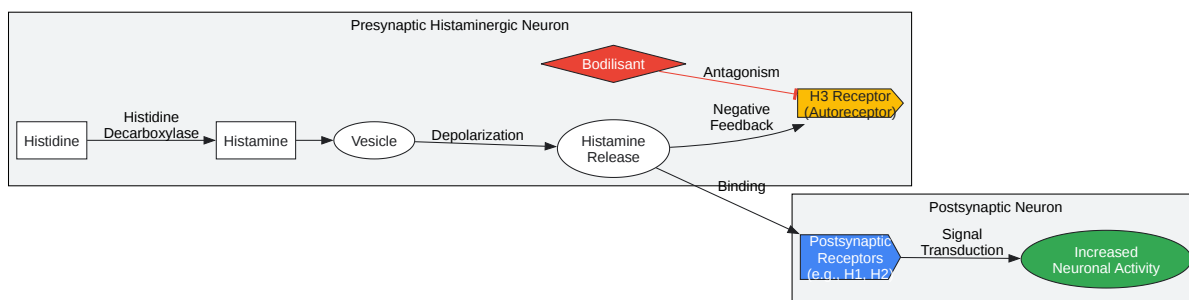 Presynaptic Histaminergic Neuron
Bodilisant
Antagonism
H3 Receptor
(Autoreceptor)
Histidine
Histidine
Decarboxylase
Histamine
Vesicle
Depolarization
Histamine
Release
Negative
Feedback
Binding
Postsynaptic Neuron
Postsynaptic
Receptors
(e.g., H1, H2)
Signal
Transduction
Increased
Neuronal Activity